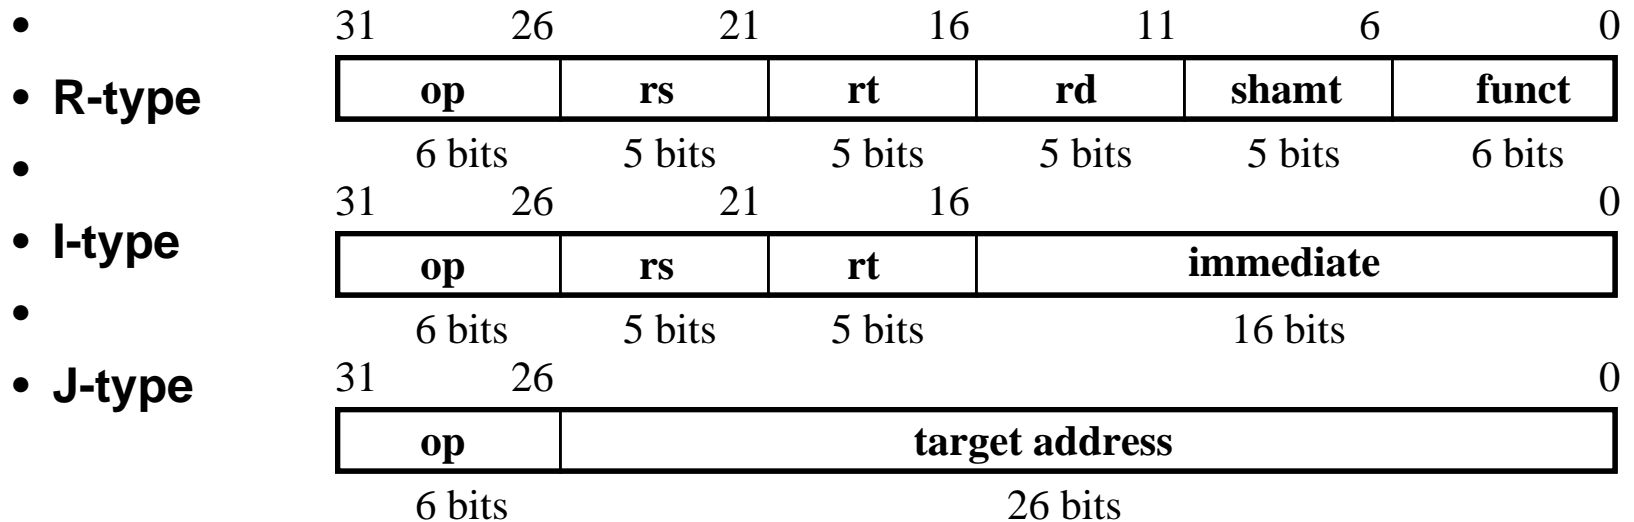 •
31 26 21 16 11 6 0
• R-type
op rs rt rd shamt funct
6 bits 5 bits 5 bits 5 bits 5 bits 6 bits
•
31 26 21 16 0
• I-type
op rs rt immediate
6 bits 5 bits 5 bits 16 bits
•
31 26 0
• J-type
op target address
6 bits 26 bits